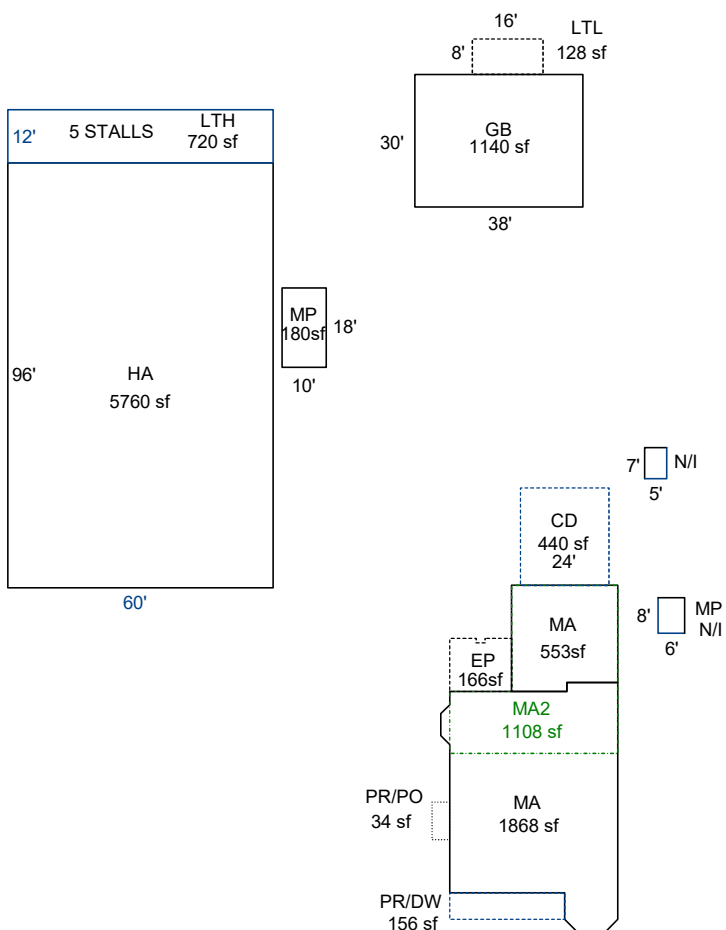 16'
LTL
8'
128 sf
GB
1140 sf
30'
38'
12'
5 STALLS
LTH
720 sf
MP
180sf
18'
10'
96'
HA
5760 sf
60'
7'
N/I
5'
CD
440 sf
24'
8'
MP
N/I
6'
MA
553sf
EP
166sf
MA2
1108 sf
PR/PO
34 sf
MA
1868 sf
PR/DW
156 sf